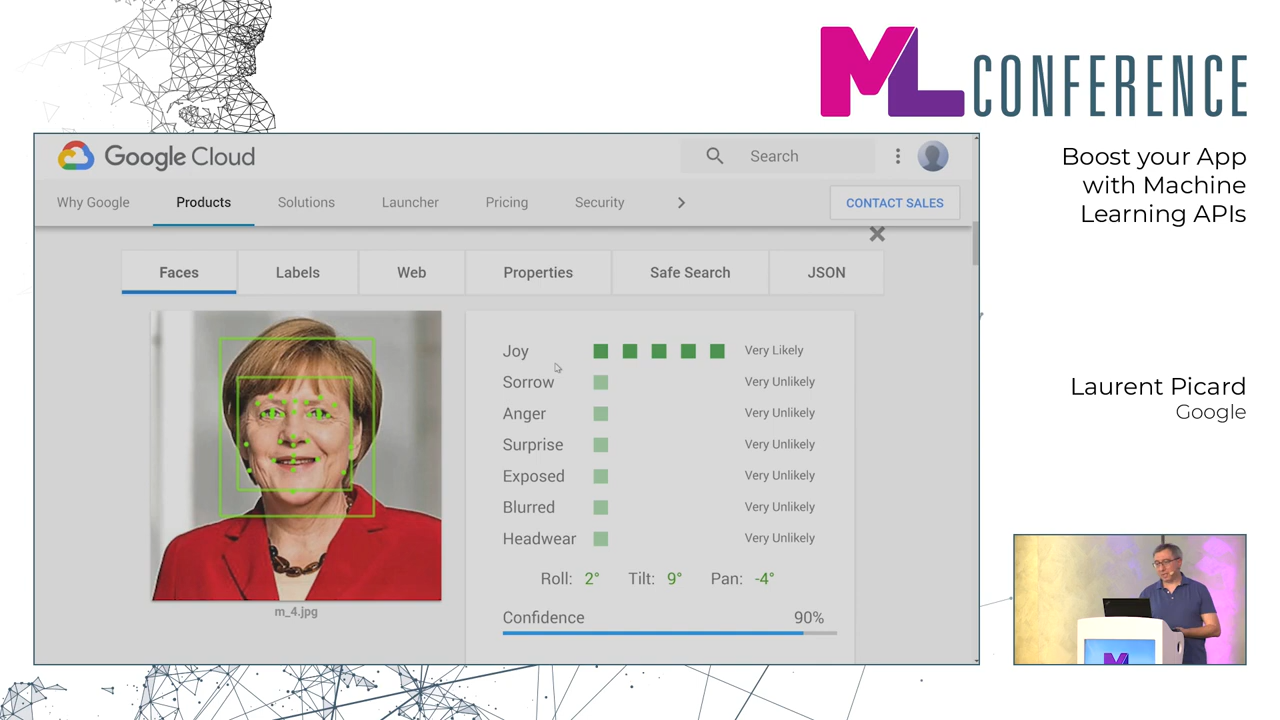 ML CONFERENCE
Boost your App
with Machine
Learning APIs
Laurent Picard
Google
Google Cloud
Search
Why Google
Products
Solutions
Launcher
Pricing
Security
CONTACT SALES
Faces
Labels
Web
Properties
Safe Search
JSON
m_4.jpg
Joy Very Likely
Sorrow Very Unlikely
Anger Very Unlikely
Surprise Very Unlikely
Exposed Very Unlikely
Blurred Very Unlikely
Headwear Very Unlikely
Roll: 2° Tilt: 9° Pan: -4°
Confidence 90%
M